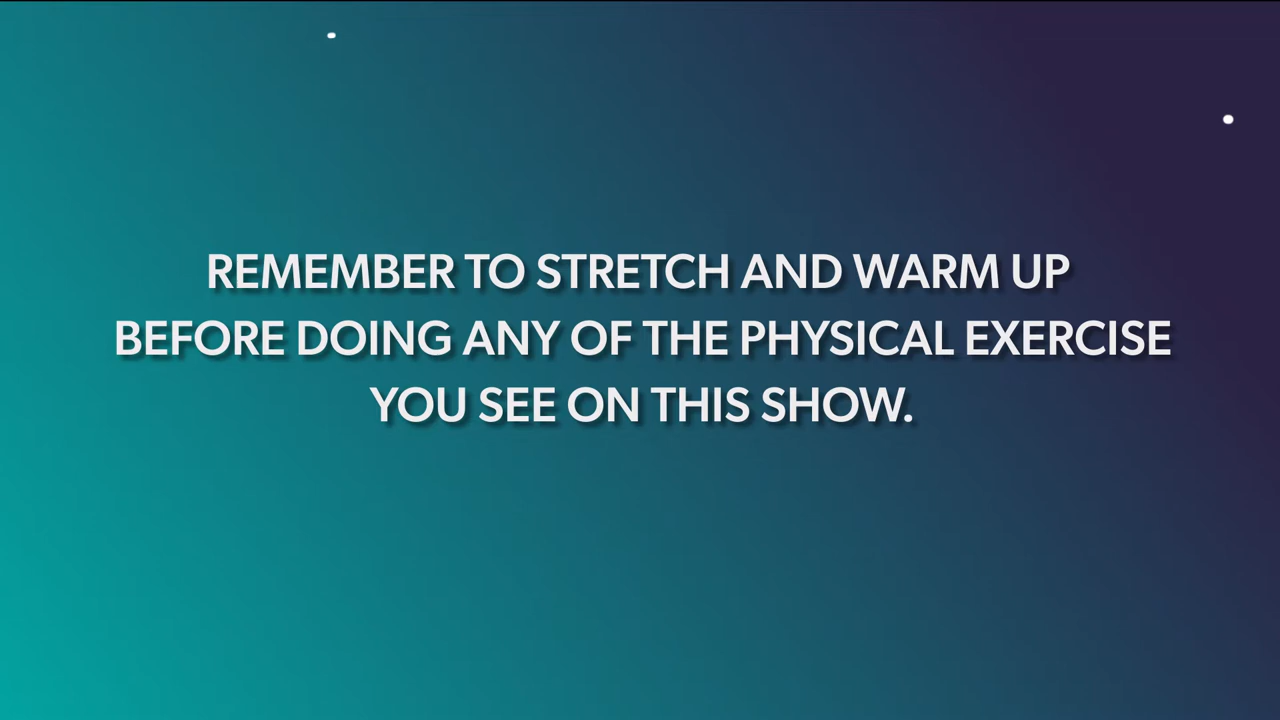 REMEMBER TO STRETCH AND WARM UP
BEFORE DOING ANY OF THE PHYSICAL EXERCISE
YOU SEE ON THIS SHOW.